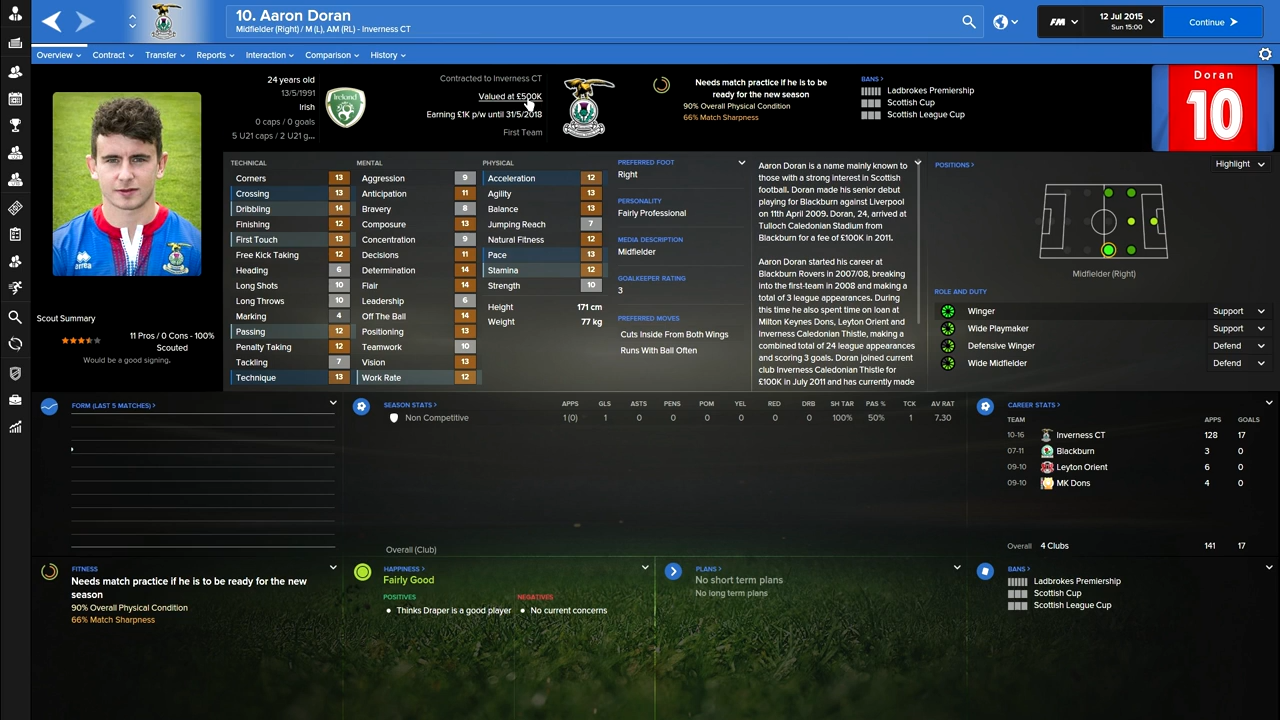 10. Aaron Doran
Midfielder (Right) / M (L), AM (RL) - Inverness CT
FM
12 Jul 2015
Sun 15:00
Continue
Overview
Contract
Transfer
Reports
Interaction
Comparison
History
24 years old
13/5/1991
Irish
0 caps / 0 goals
5 U21 caps / 2 U21 g...
Ireland
Contracted to Inverness CT
Valued at £500K
Earning £1K p/w until 31/5/2018
First Team
Needs match practice if he is to be
ready for the new season
90% Overall Physical Condition
66% Match Sharpness
BANS >
Ladbrokes Premiership
Scottish Cup
Scottish League Cup
Doran
10
arrea
Scout Summary
11 Pros / 0 Cons - 100%
Scouted
Would be a good signing.
TECHNICAL
Corners 13
Crossing 13
Dribbling 14
Finishing 12
First Touch 13
Free Kick Taking 12
Heading 6
Long Shots 10
Long Throws 10
Marking 4
Passing 12
Penalty Taking 12
Tackling 7
Technique 13
MENTAL
Aggression 9
Anticipation 11
Bravery 8
Composure 13
Concentration 9
Decisions 11
Determination 14
Flair 14
Leadership 6
Off The Ball 14
Positioning 13
Teamwork 10
Vision 13
Work Rate 12
PHYSICAL
Acceleration 12
Agility 13
Balance 13
Jumping Reach 7
Natural Fitness 12
Pace 13
Stamina 12
Strength 10
Height 171 cm
Weight 77 kg
PREFERRED FOOT
Right
PERSONALITY
Fairly Professional
MEDIA DESCRIPTION
Midfielder
GOALKEEPER RATING
3
PREFERRED MOVES
Cuts Inside From Both Wings
Runs With Ball Often
Aaron Doran is a name mainly known to
those with a strong interest in Scottish
football. Doran made his senior debut
playing for Blackburn against Liverpool
on 11th April 2009. Doran, 24, arrived at
Tulloch Caledonian Stadium from
Blackburn for a fee of £100K in 2011.
Aaron Doran started his career at
Blackburn Rovers in 2007/08, breaking
into the first-team in 2008 and making a
total of 3 league appearances. During
this time he also spent time on loan at
Milton Keynes Dons, Leyton Orient and
Inverness Caledonian Thistle, making a
combined total of 24 league appearances
and scoring 3 goals. Doran joined current
club Inverness Caledonian Thistle for
£100K in July 2011 and has currently made
POSITIONS >
Highlight
Midfielder (Right)
ROLE AND DUTY
Winger Support
Wide Playmaker Support
Defensive Winger Defend
Wide Midfielder Defend
FORM (LAST 5 MATCHES) >
SEASON STATS >
APPS GLS ASTS PENS POM YEL RED DRB SH TAR PAS % TCK AV RAT
Non Competitive 1 (0) 1 0 0 0 0 0 0 100% 50% 1 7.30
Overall (Club)
CAREER STATS >
TEAM APPS GOALS
10-16 Inverness CT 128 17
07-11 Blackburn 3 0
09-10 Leyton Orient 6 0
09-10 MK Dons 4 0
Overall 4 Clubs 141 17
FITNESS
Needs match practice if he is to be ready for the new
season
90% Overall Physical Condition
66% Match Sharpness
HAPPINESS >
Fairly Good
POSITIVES
Thinks Draper is a good player
NEGATIVES
No current concerns
PLANS >
No short term plans
No long term plans
BANS >
Ladbrokes Premiership
Scottish Cup
Scottish League Cup